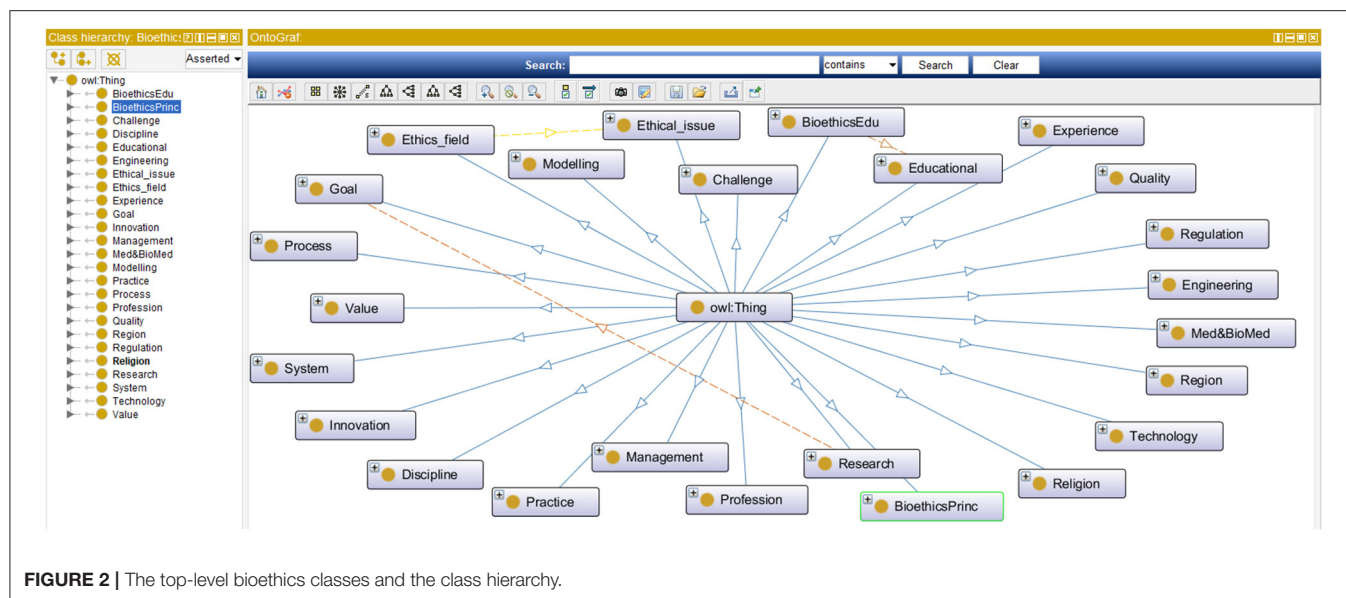 Class hierarchy: Bioethics
OntoGraf:
Asserted
Search:
contains
Search
Clear
owl:Thing
BioethicsEdu
BioethicsPrinc
Challenge
Discipline
Educational
Engineering
Ethical_issue
Ethics_field
Experience
Goal
Innovation
Management
Med&BioMed
Modelling
Practice
Process
Profession
Quality
Region
Regulation
Religion
Research
System
Technology
Value
Ethics_field
Ethical_issue
BioethicsEdu
Experience
Modelling
Challenge
Educational
Quality
Goal
Process
Regulation
Engineering
Value
owl:Thing
Med&BioMed
System
Region
Innovation
Technology
Discipline
Management
Research
Religion
Practice
Profession
BioethicsPrinc
FIGURE 2 | The top-level bioethics classes and the class hierarchy.